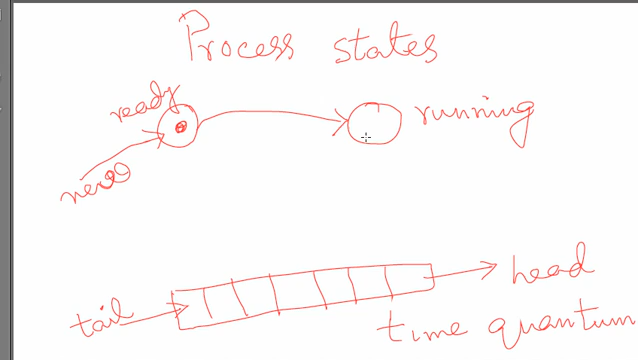 Process states
ready
running
new
head
tail
time quantum